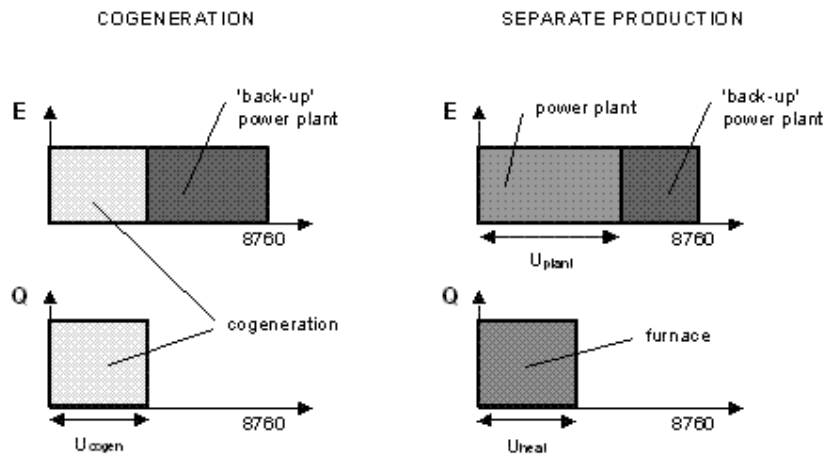 COGENERATION
SEPARATE PRODUCTION
'back-up'
power plant
E
8760
power plant
'back-up'
power plant
E
8760
Uplant
Q
cogeneration
8760
Ucogen
Q
furnace
8760
Uheat